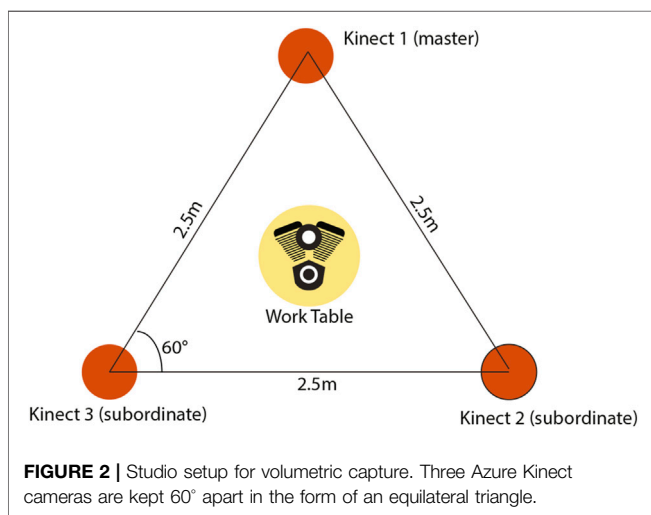 Kinect 1 (master)
2.5m
2.5m
Work Table
60°
2.5m
Kinect 3 (subordinate)
Kinect 2 (subordinate)
FIGURE 2 | Studio setup for volumetric capture. Three Azure Kinect
cameras are kept 60° apart in the form of an equilateral triangle.